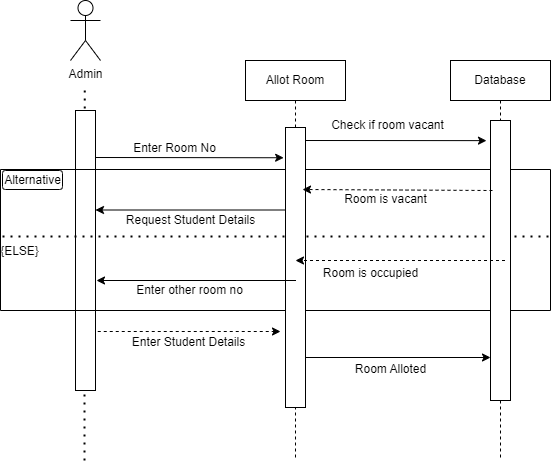 Admin
Allot Room
Database
Check if room vacant
Enter Room No
Alternative
Room is vacant
Request Student Details
{ELSE}
Room is occupied
Enter other room no
Enter Student Details
Room Alloted